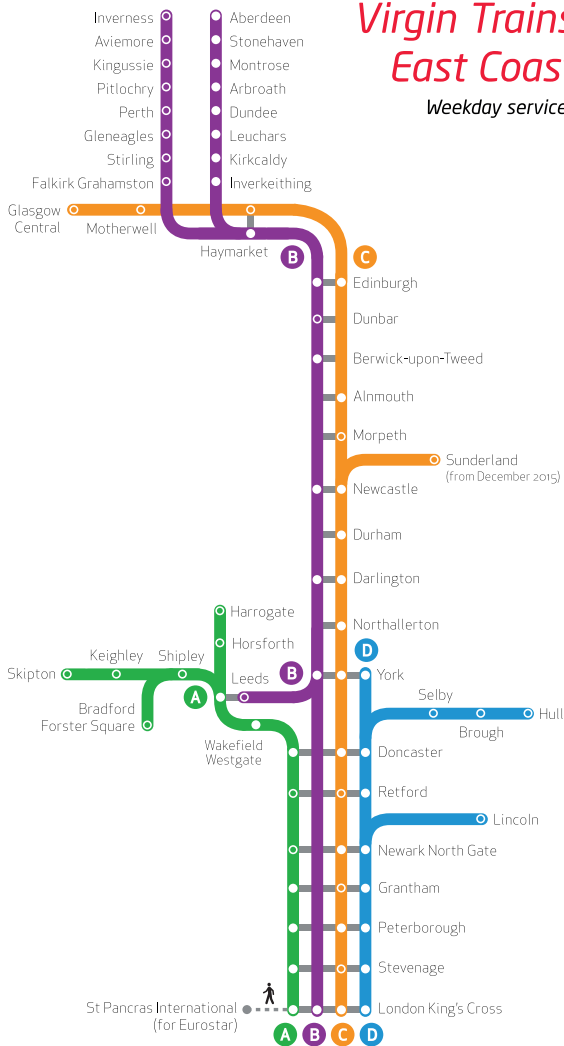 Virgin Trains
East Coas
Weekday service
Inverness
Aviemore
Kingussie
Pitlochry
Perth
Gleneagles
Stirling
Falkirk Grahamston
Aberdeen
Stonehaven
Montrose
Arbroath
Dundee
Leuchars
Kirkcaldy
Inverkeithing
Glasgow
Central
Motherwell
Haymarket
B
C
Edinburgh
Dunbar
Berwick-upon-Tweed
Alnmouth
Morpeth
Sunderland
(from December 2015)
Newcastle
Durham
Darlington
Northallerton
Harrogate
Horsforth
Keighley
Shipley
Skipton
Leeds
A
B
D
York
Selby
Hull
Brough
Bradford
Forster Square
Wakefield
Westgate
Doncaster
Retford
Lincoln
Newark North Gate
Grantham
Peterborough
Stevenage
St Pancras International
(for Eurostar)
London King's Cross
A B C D